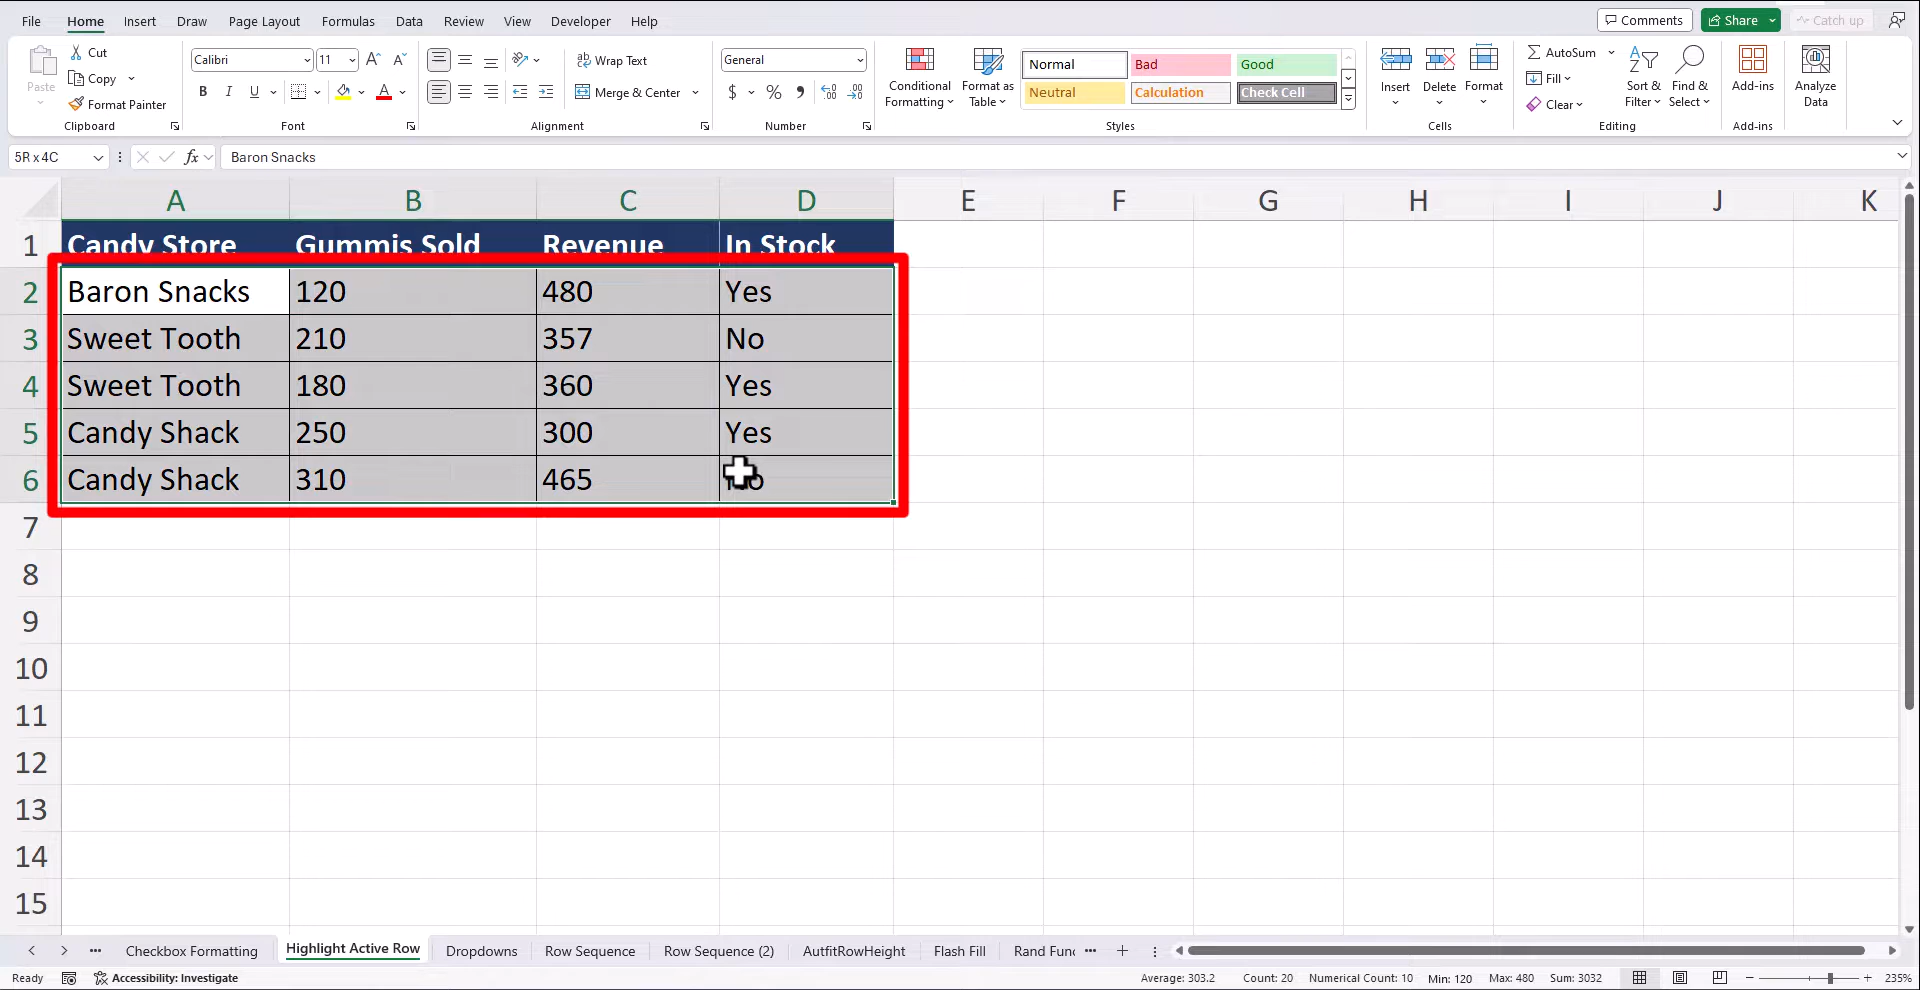 File Home Insert Draw Page Layout Formulas Data Review View Developer Help Comments Share Catch up
Paste Cut Copy Format Painter Clipboard
Calibri 11 B I U A Font
Wrap Text Merge & Center Alignment
General $ % Number
Conditional Formatting Format as Table
Normal Bad Good
Neutral Calculation Check Cell
Styles
Insert Delete Format Cells
AutoSum Fill Clear Sort & Filter Find & Select Editing
Add-ins Add-ins
Analyze Data
5R x 4C fx Baron Snacks
A B C D E F G H I J K
1 Candy Store Gummis Sold Revenue In Stock
2 Baron Snacks 120 480 Yes
3 Sweet Tooth 210 357 No
4 Sweet Tooth 180 360 Yes
5 Candy Shack 250 300 Yes
6 Candy Shack 310 465
7
8
9
10
11
12
13
14
15
Checkbox Formatting Highlight Active Row Dropdowns Row Sequence Row Sequence (2) AutfitRowHeight Flash Fill Rand Func
Ready Accessibility: Investigate Average: 303.2 Count: 20 Numerical Count: 10 Min: 120 Max: 480 Sum: 3032 235%